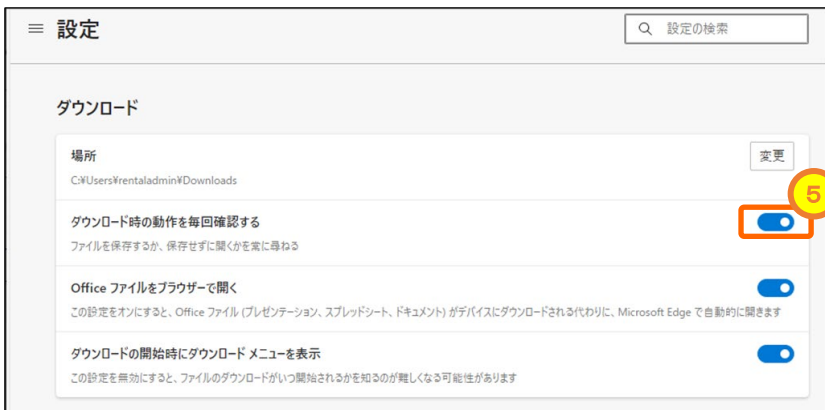 設定
設定の検索
ダウンロード
場所
変更
C:¥Users¥rentaladmin¥Downloads
5
ダウンロード時の動作を毎回確認する
ファイルを保存するか、保存せずに開くかを常に尋ねる
Office ファイルをブラウザーで開く
この設定をオンにすると、Office ファイル (プレゼンテーション、スプレッドシート、ドキュメント) がデバイスにダウンロードされる代わりに、Microsoft Edge で自動的に開きます
ダウンロードの開始時にダウンロード メニューを表示
この設定を無効にすると、ファイルのダウンロードがいつ開始されるかを知るのが難しくなる可能性があります